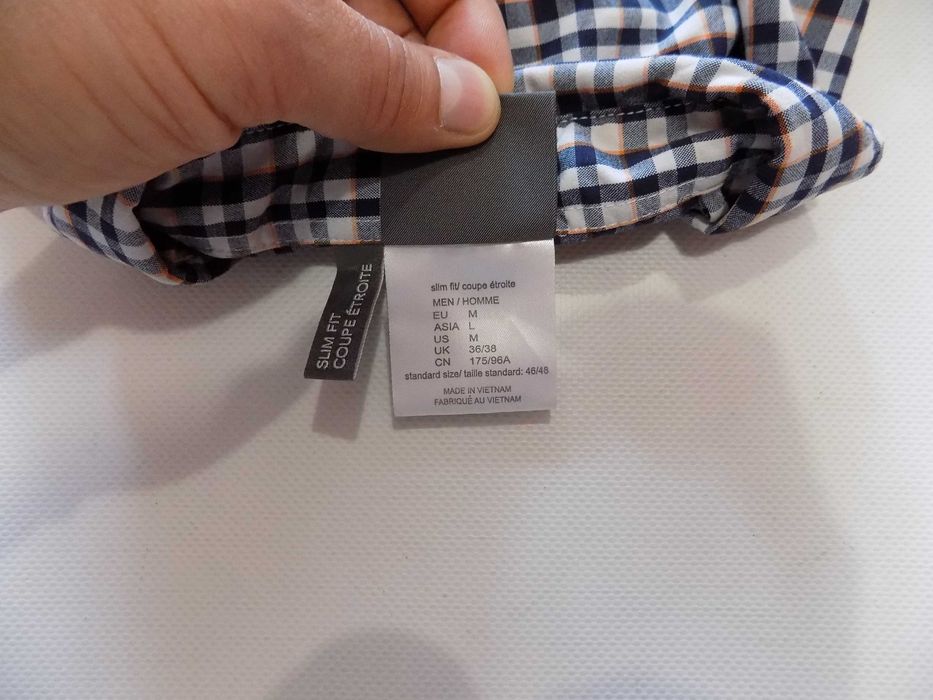 SLIM FIT
COUPE ÉTROITE
slim fit/ coupe étroite
MEN / HOMME
EU M
ASIA L
US M
UK 36/38
CN 175/96A
standard size/ taille standard: 46/48
MADE IN VIETNAM
FABRIQUÉ AU VIETNAM